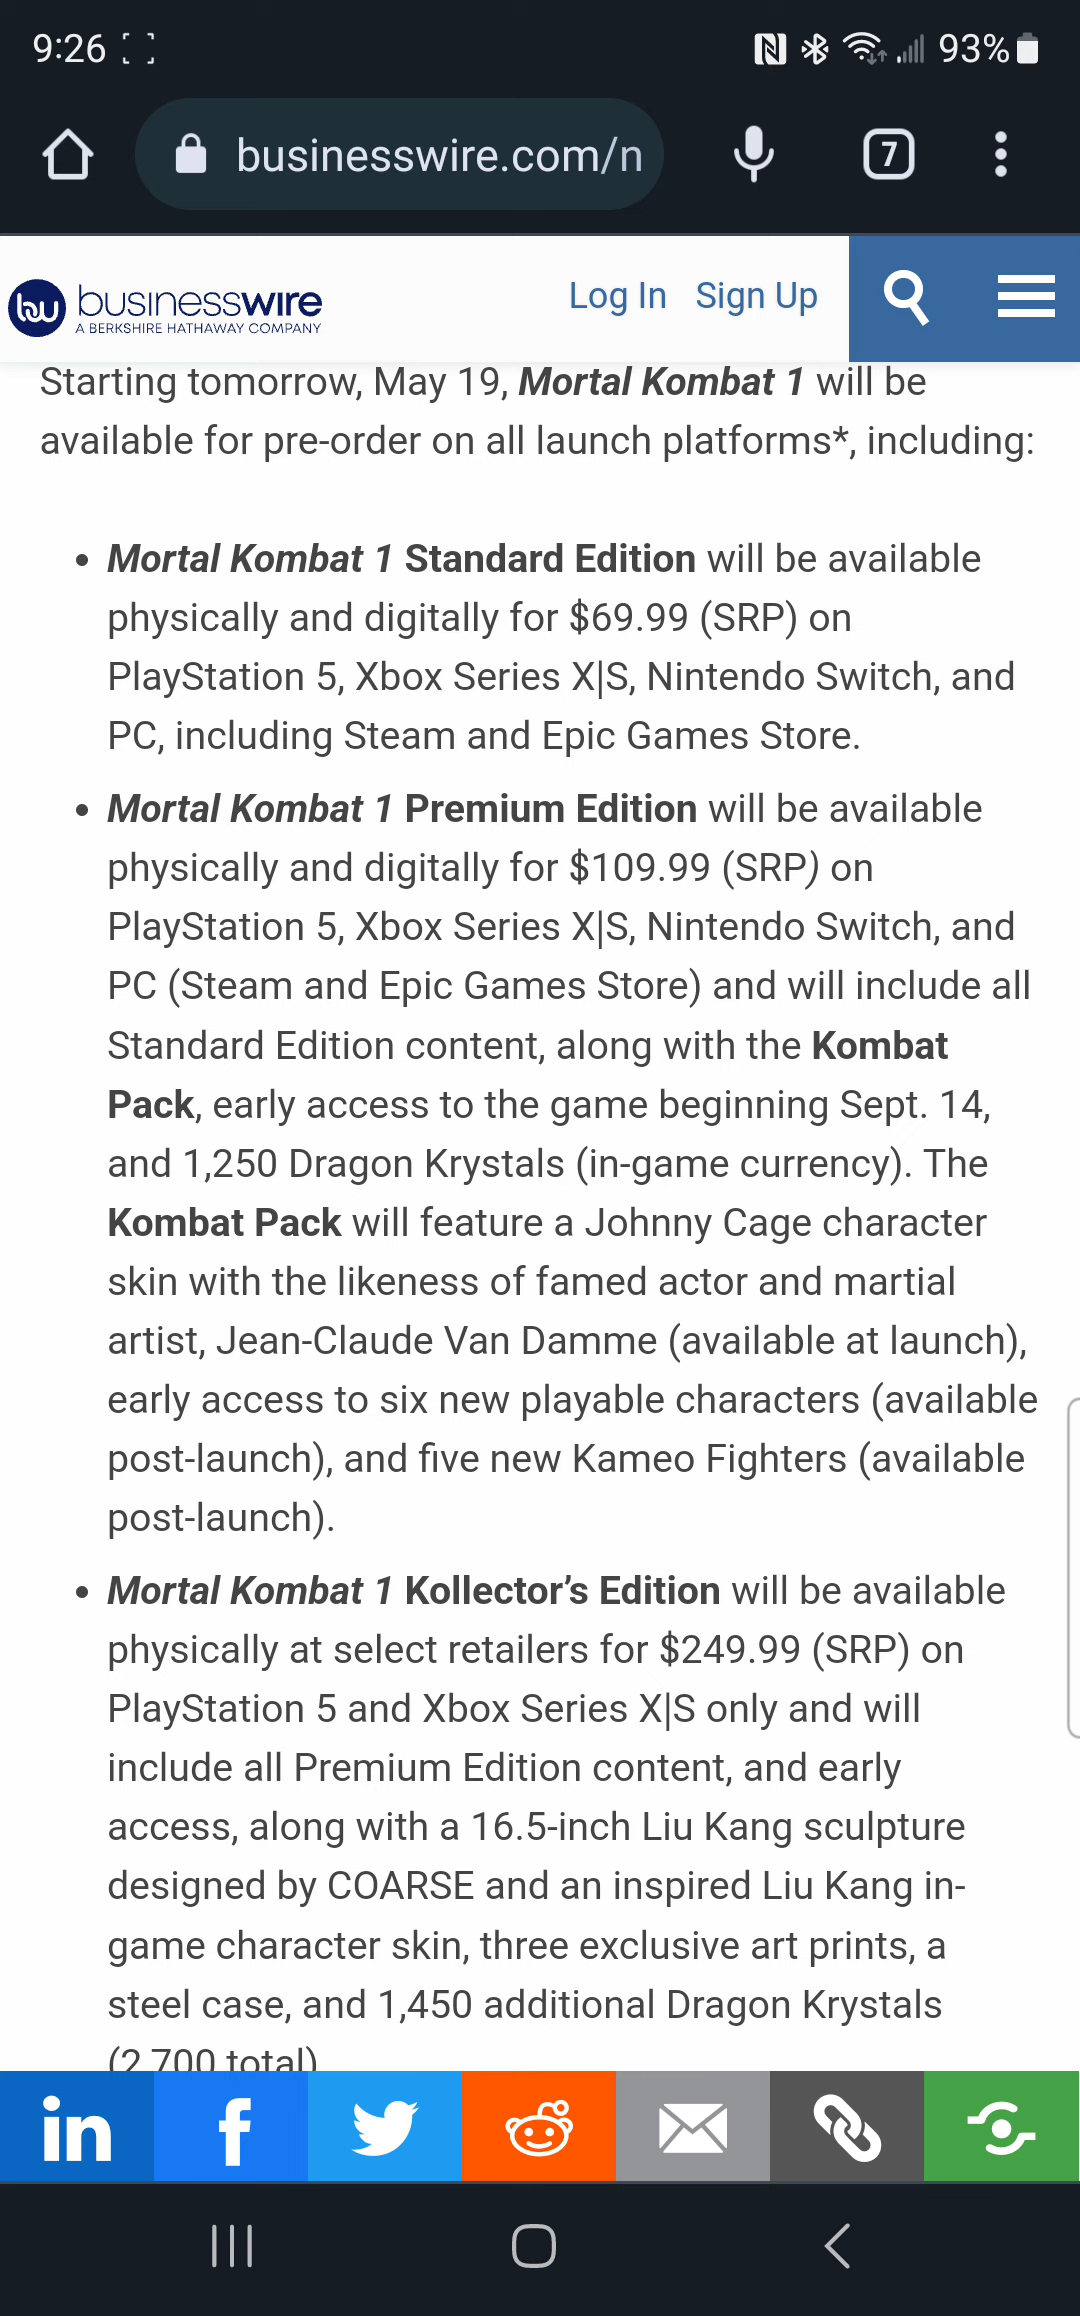 9:26
93%
businesswire.com/n
7
businesswire
A BERKSHIRE HATHAWAY COMPANY
Log In
Sign Up
Starting tomorrow, May 19, Mortal Kombat 1 will be
available for pre-order on all launch platforms*, including:
• Mortal Kombat 1 Standard Edition will be available
physically and digitally for $69.99 (SRP) on
PlayStation 5, Xbox Series X|S, Nintendo Switch, and
PC, including Steam and Epic Games Store.
• Mortal Kombat 1 Premium Edition will be available
physically and digitally for $109.99 (SRP) on
PlayStation 5, Xbox Series X|S, Nintendo Switch, and
PC (Steam and Epic Games Store) and will include all
Standard Edition content, along with the Kombat
Pack, early access to the game beginning Sept. 14,
and 1,250 Dragon Krystals (in-game currency). The
Kombat Pack will feature a Johnny Cage character
skin with the likeness of famed actor and martial
artist, Jean-Claude Van Damme (available at launch),
early access to six new playable characters (available
post-launch), and five new Kameo Fighters (available
post-launch).
• Mortal Kombat 1 Kollector’s Edition will be available
physically at select retailers for $249.99 (SRP) on
PlayStation 5 and Xbox Series X|S only and will
include all Premium Edition content, and early
access, along with a 16.5-inch Liu Kang sculpture
designed by COARSE and an inspired Liu Kang in-
game character skin, three exclusive art prints, a
steel case, and 1,450 additional Dragon Krystals
(2,700 total)